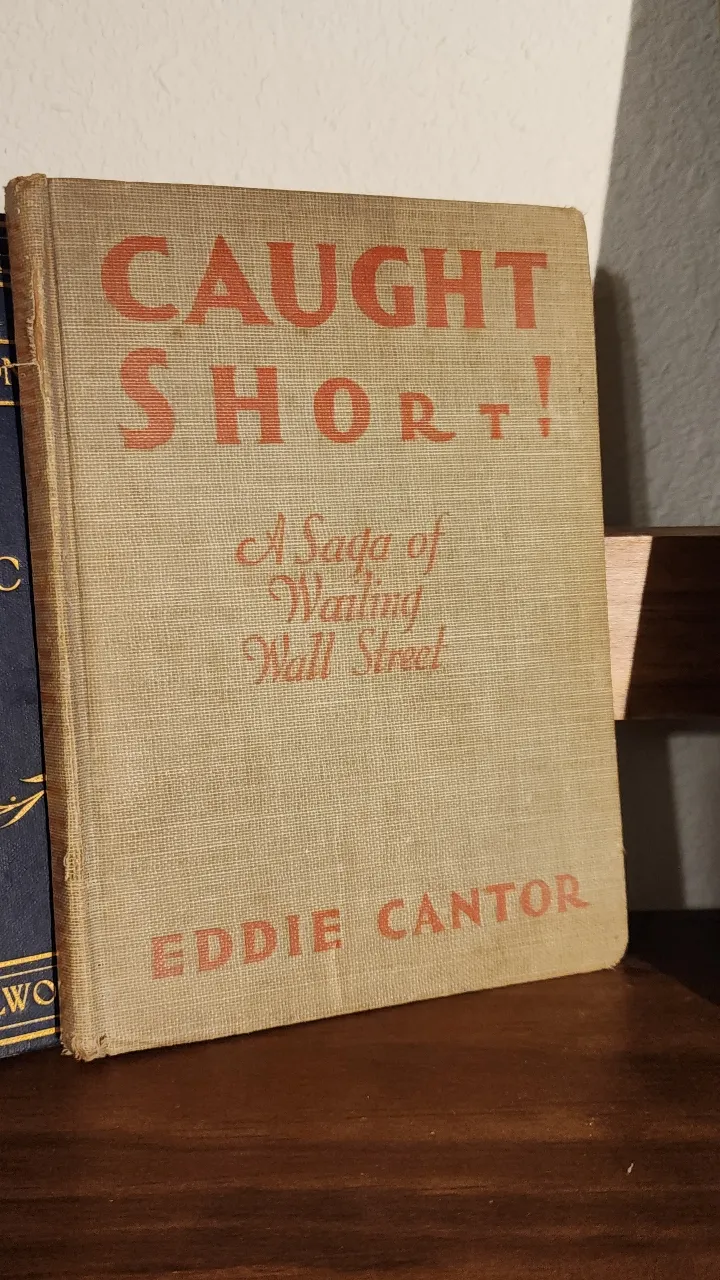 CAUGHT
SHORT!
A Saga of
Wailing
Wall Street
EDDIE CANTOR
C